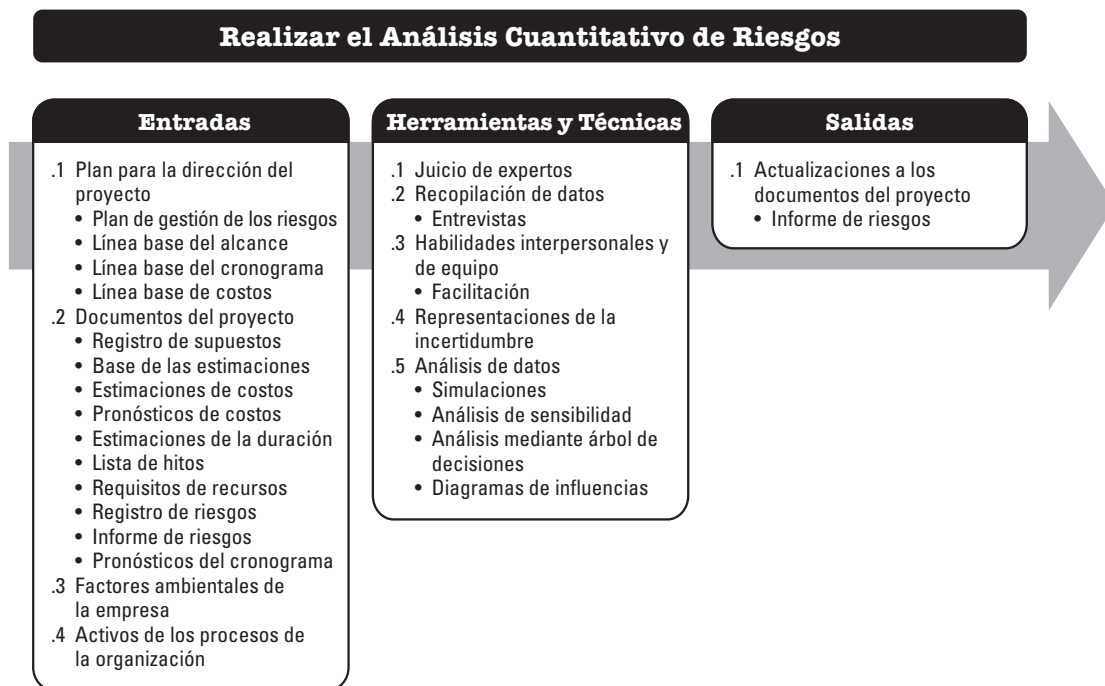 Realizar el Análisis Cuantitativo de Riesgos
Entradas
.1 Plan para la dirección del
proyecto
• Plan de gestión de los riesgos
• Línea base del alcance
• Línea base del cronograma
• Línea base de costos
.2 Documentos del proyecto
• Registro de supuestos
• Base de las estimaciones
• Estimaciones de costos
• Pronósticos de costos
• Estimaciones de la duración
• Lista de hitos
• Requisitos de recursos
• Registro de riesgos
• Informe de riesgos
• Pronósticos del cronograma
.3 Factores ambientales de
la empresa
.4 Activos de los procesos de
la organización
Herramientas y Técnicas
.1 Juicio de expertos
.2 Recopilación de datos
• Entrevistas
.3 Habilidades interpersonales y
de equipo
• Facilitación
.4 Representaciones de la
incertidumbre
.5 Análisis de datos
• Simulaciones
• Análisis de sensibilidad
• Análisis mediante árbol de
decisiones
• Diagramas de influencias
Salidas
.1 Actualizaciones a los
documentos del proyecto
• Informe de riesgos